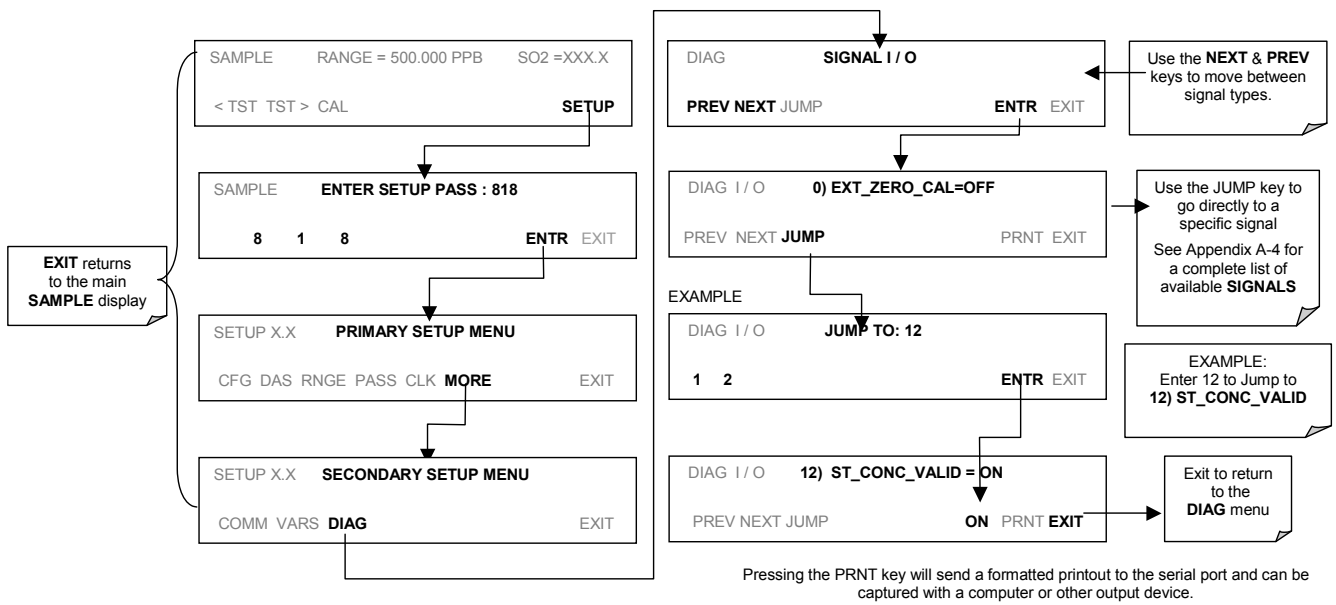 SAMPLE RANGE = 500.000 PPB SO2 =XXX.X
< TST TST > CAL SETUP
SAMPLE ENTER SETUP PASS : 818
8 1 8 ENTR EXIT
EXIT returns
to the main
SAMPLE display
SETUP X.X PRIMARY SETUP MENU
CFG DAS RNGE PASS CLK MORE EXIT
SETUP X.X SECONDARY SETUP MENU
COMM VARS DIAG EXIT
DIAG SIGNAL I / O
PREV NEXT JUMP ENTR EXIT
Use the NEXT & PREV
keys to move between
signal types.
DIAG I / O 0) EXT_ZERO_CAL=OFF
PREV NEXT JUMP PRNT EXIT
Use the JUMP key to
go directly to a
specific signal
See Appendix A-4 for
a complete list of
available SIGNALS
EXAMPLE
DIAG I / O JUMP TO: 12
1 2 ENTR EXIT
EXAMPLE:
Enter 12 to Jump to
12) ST_CONC_VALID
DIAG I / O 12) ST_CONC_VALID = ON
PREV NEXT JUMP ON PRNT EXIT
Exit to return
to the
DIAG menu
Pressing the PRNT key will send a formatted printout to the serial port and can be
captured with a computer or other output device.